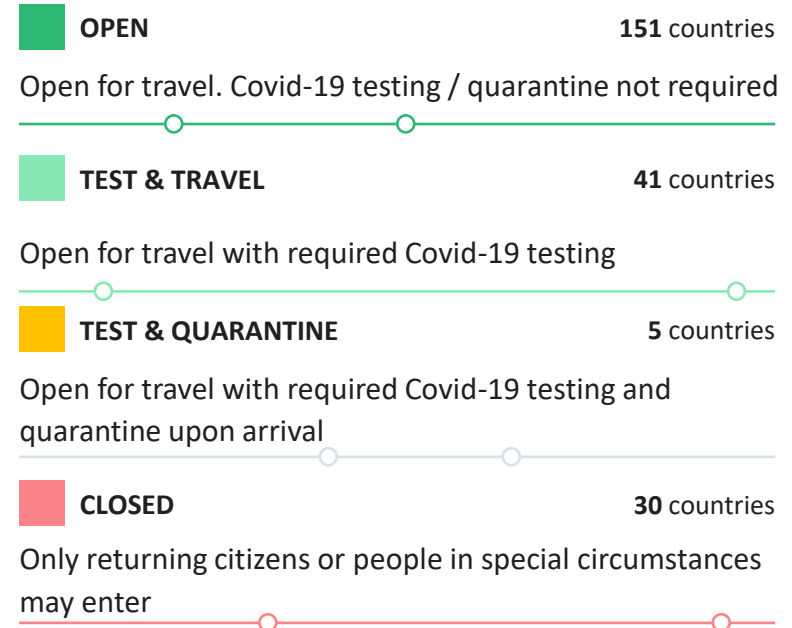 OPEN 151 countries
Open for travel. Covid-19 testing / quarantine not required
TEST & TRAVEL 41 countries
Open for travel with required Covid-19 testing
TEST & QUARANTINE 5 countries
Open for travel with required Covid-19 testing and
quarantine upon arrival
CLOSED 30 countries
Only returning citizens or people in special circumstances
may enter